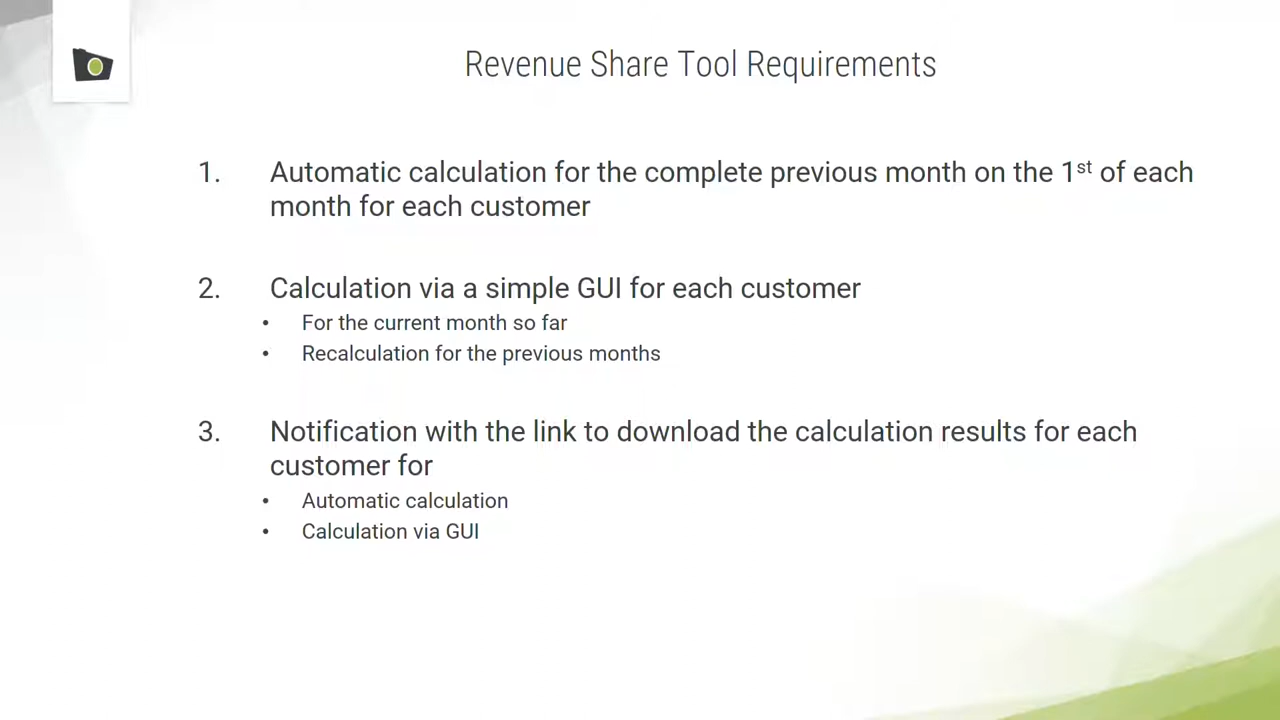 Revenue Share Tool Requirements
1. Automatic calculation for the complete previous month on the 1st of each
month for each customer
2. Calculation via a simple GUI for each customer
• For the current month so far
• Recalculation for the previous months
3. Notification with the link to download the calculation results for each
customer for
• Automatic calculation
• Calculation via GUI